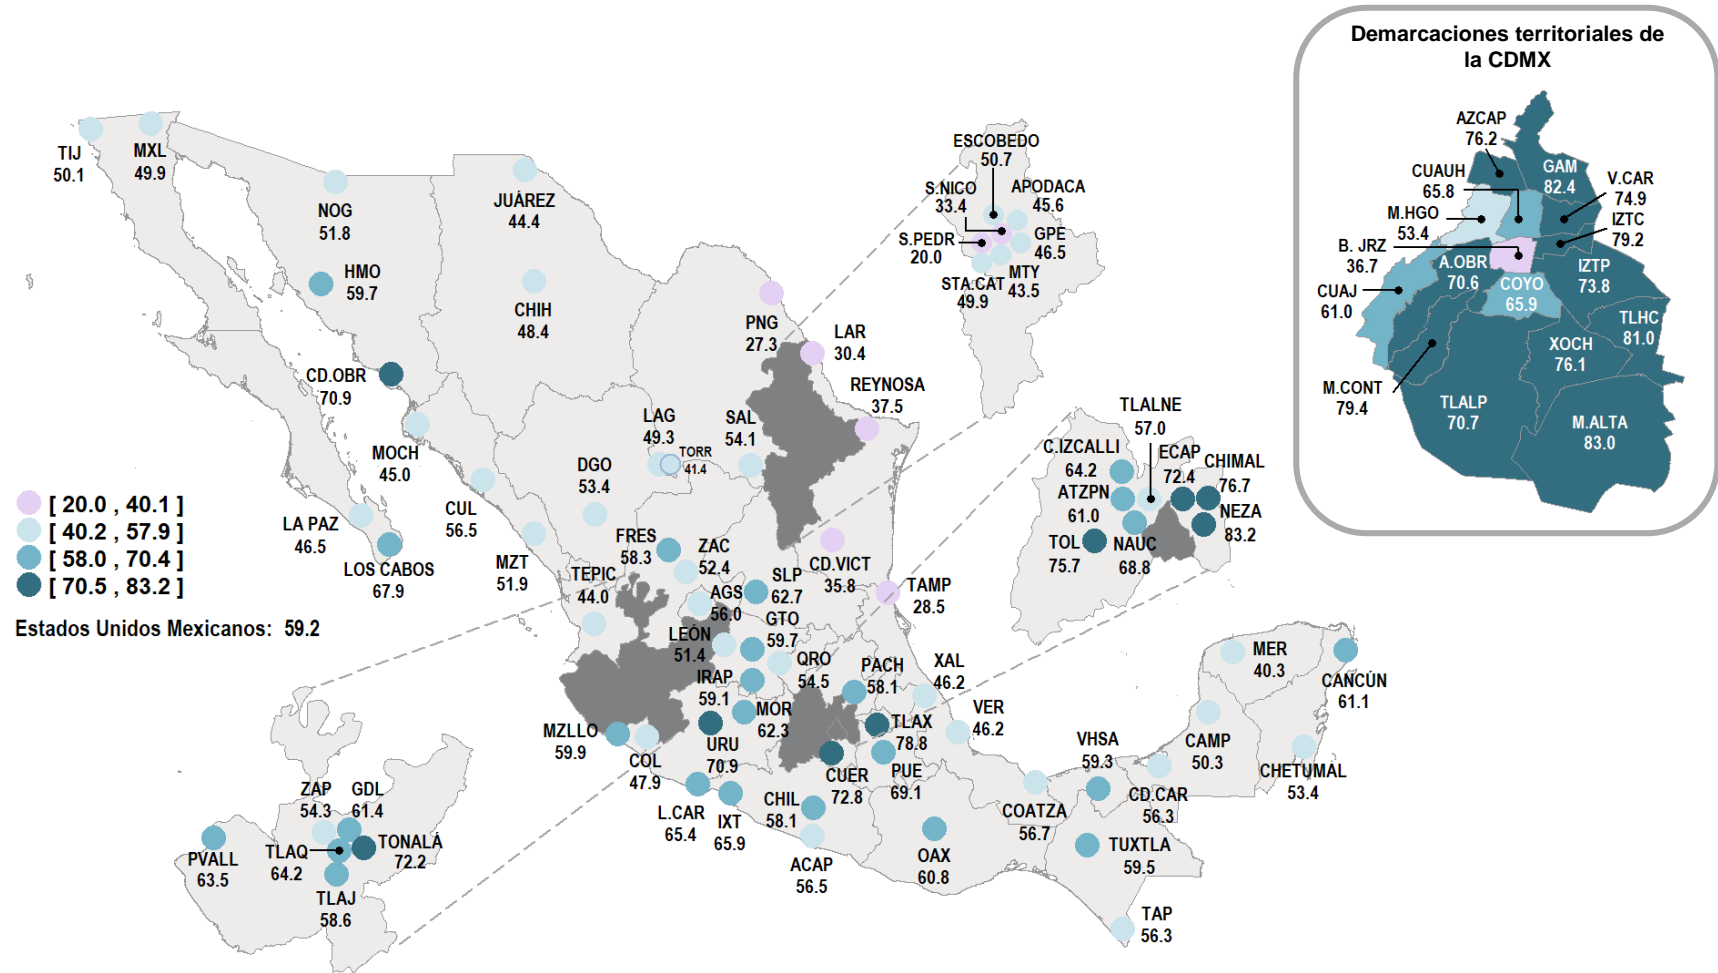 Demarcaciones territoriales de
la CDMX
AZCAP
76.2
CUAUH
65.8
GAM
82.4
V.CAR
74.9
M.HGO
53.4
IZTC
79.2
B. JRZ
36.7
A.OBR
70.6
IZTP
73.8
CUAJ
61.0
COYO
65.9
TLHC
81.0
XOCH
76.1
M.CONT
79.4
TLALP
70.7
M.ALTA
83.0
TIJ
50.1
MXL
49.9
NOG
51.8
JUÁREZ
44.4
HMO
59.7
CHIH
48.4
CD.OBR
70.9
MOCH
45.0
LA PAZ
46.5
LOS CABOS
67.9
CUL
56.5
MZT
51.9
DGO
53.4
LAG
49.3
TORR
41.4
SAL
54.1
PNG
27.3
LAR
30.4
REYNOSA
37.5
ESCOBEDO
50.7
S.NICO
33.4
APODACA
45.6
S.PEDR
20.0
GPE
46.5
STA.CAT
49.9
MTY
43.5
TLALNE
57.0
C.IZCALLI
64.2
ECAP
72.4
CHIMAL
76.7
ATZPN
61.0
NEZA
83.2
TOL
75.7
NAUC
68.8
[ 20.0 , 40.1 ]
[ 40.2 , 57.9 ]
[ 58.0 , 70.4 ]
[ 70.5 , 83.2 ]
Estados Unidos Mexicanos: 59.2
FRES
58.3
ZAC
52.4
TEPIC
44.0
AGS
56.0
SLP
62.7
CD.VICT
35.8
TAMP
28.5
GTO
59.7
LEÓN
51.4
IRAP
59.1
QRO
54.5
PACH
58.1
XAL
46.2
VER
46.2
MOR
62.3
MZLLO
59.9
COL
47.9
URU
70.9
CUER
72.8
TLAX
78.8
PUE
69.1
L.CAR
65.4
IXT
65.9
CHIL
58.1
ACAP
56.5
OAX
60.8
COATZA
56.7
VHSA
59.3
CD.CAR
56.3
TUXTLA
59.5
TAP
56.3
CAMP
50.3
MER
40.3
CANCÚN
61.1
CHETUMAL
53.4
ZAP
54.3
GDL
61.4
PVALL
63.5
TLAQ
64.2
TONALÁ
72.2
TLAJ
58.6